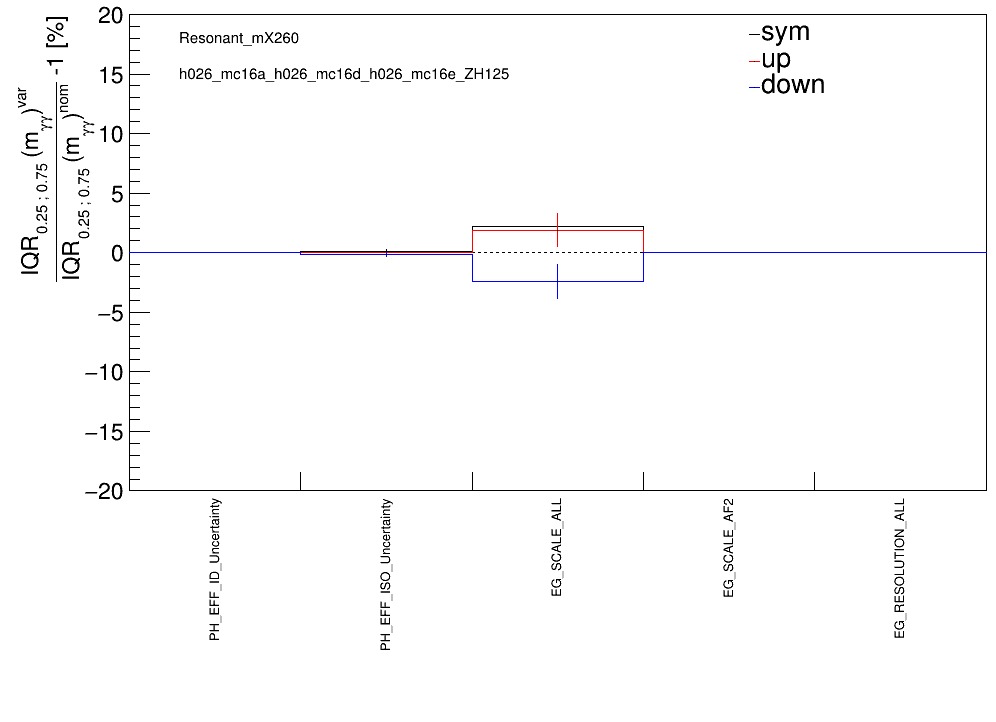 IQR0.25 ; 0.75 (mγγ)var
IQR0.25 ; 0.75 (mγγ)nom -1 [%]
20
15
10
5
0
−5
−10
−15
−20
Resonant_mX260
h026_mc16a_h026_mc16d_h026_mc16e_ZH125
sym
up
down
PH_EFF_ID_Uncertainty
PH_EFF_ISO_Uncertainty
EG_SCALE_ALL
EG_SCALE_AF2
EG_RESOLUTION_ALL